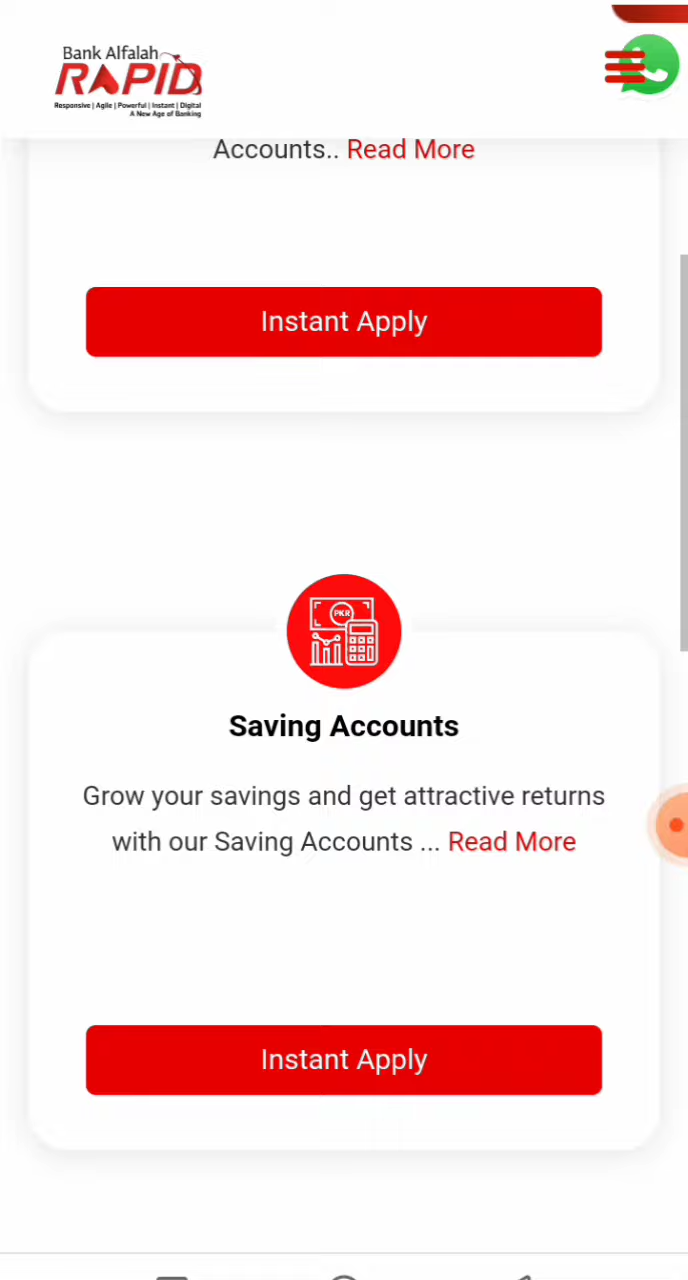 Bank Alfalah
RAPID
Responsive | Agile | Powerful | Instant | Digital
A New Age of Banking
Accounts.. Read More
Instant Apply
PKR
Saving Accounts
Grow your savings and get attractive returns
with our Saving Accounts ... Read More
Instant Apply